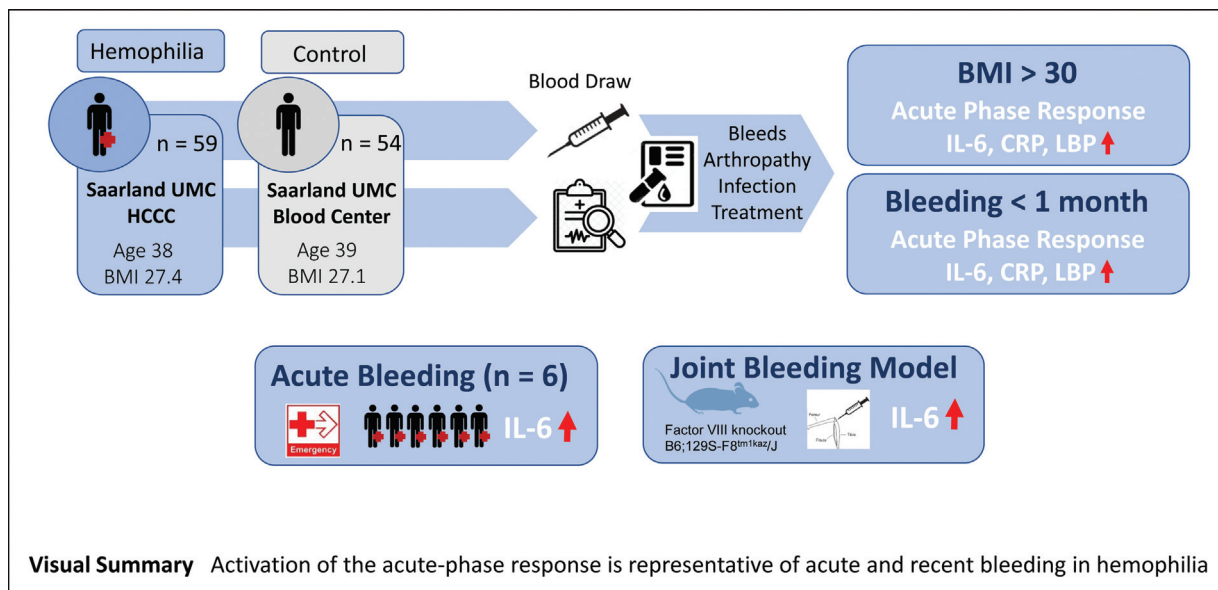 Hemophilia
Control
n = 59
Saarland UMC
HCCC
Age 38
BMI 27.4
n = 54
Saarland UMC
Blood Center
Age 39
BMI 27.1
Blood Draw
Bleeds
Arthropathy
Infection
Treatment
BMI > 30
Acute Phase Response
IL-6, CRP, LBP
Bleeding < 1 month
Acute Phase Response
IL-6, CRP, LBP
Acute Bleeding (n = 6)
Emergency
IL-6
Joint Bleeding Model
Factor VIII knockout
B6;129S-F8tm1kaz/J
Femur
Tibia
IL-6
Visual Summary Activation of the acute-phase response is representative of acute and recent bleeding in hemophilia